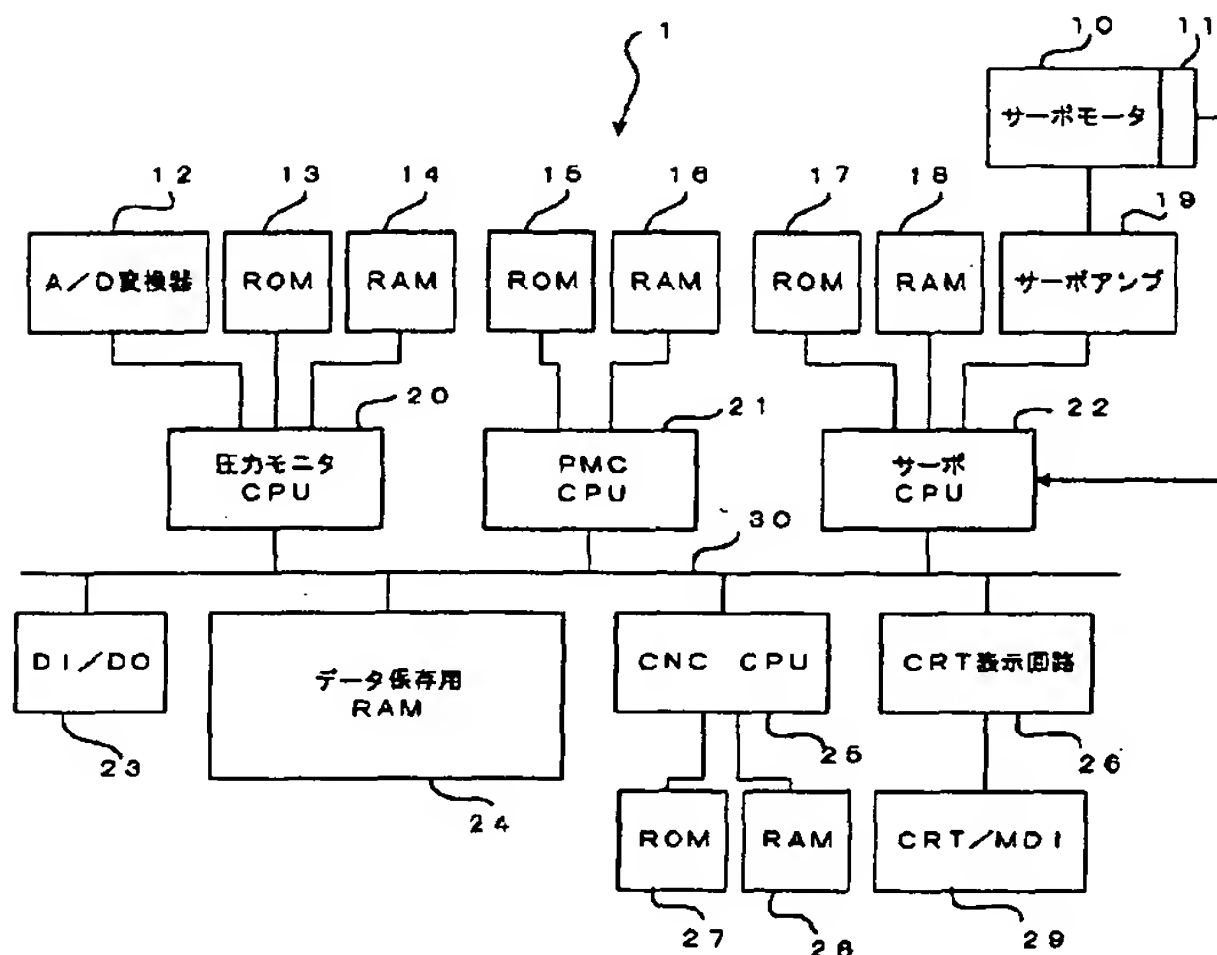 1
10
11
サーボモータ
12
13
14
15
16
17
18
19
A/D変換器
ROM
RAM
ROM
RAM
ROM
RAM
サーボアンプ
20
21
22
圧力モニタ
CPU
PMC
CPU
サーボ
CPU
30
DI/DO
データ保存用
RAM
CNC CPU
CRT表示回路
23
24
25
26
ROM
RAM
CRT/MDI
27
28
29